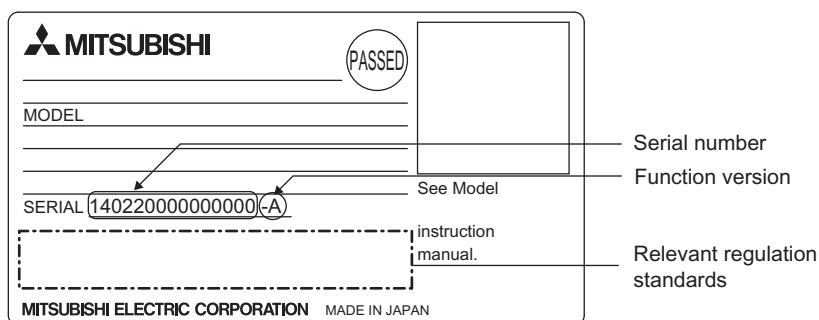 MITSUBISHI
PASSED
MODEL
SERIAL 140220000000000 -A
See Model
instruction
manual.
MITSUBISHI ELECTRIC CORPORATION MADE IN JAPAN
Serial number
Function version
Relevant regulation
standards